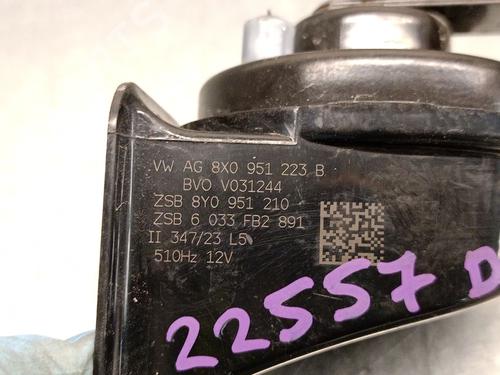 VW AG 8X0 951 223 B
BVO V031244
ZSB 8Y0 951 210
ZSB 6 033 FB2 891
II 347/23 L5
510Hz 12V
22557 D